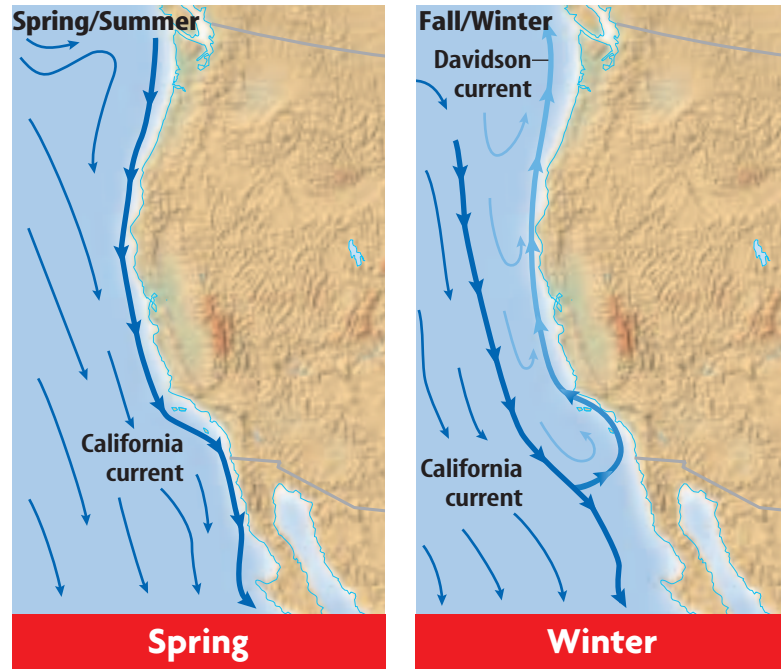 Spring/Summer
California
current
Spring
Fall/Winter
Davidson
current
California
current
Winter